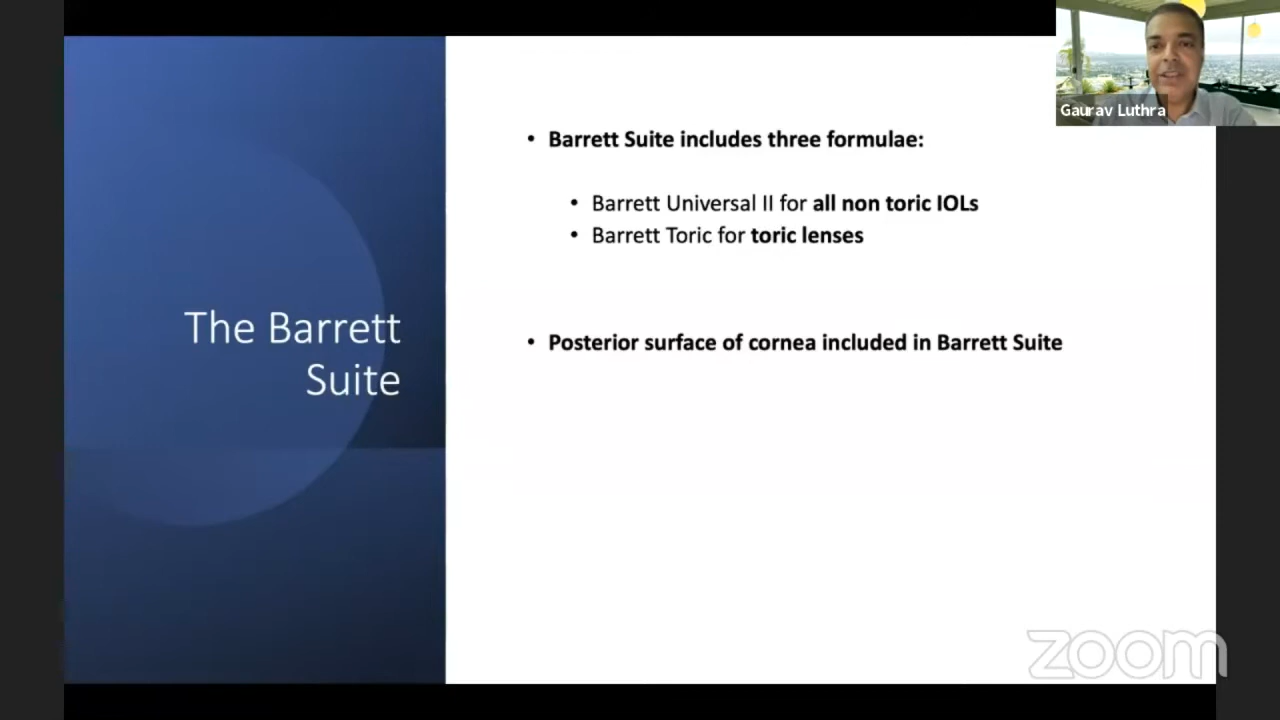 Gaurav Luthra
The Barrett
Suite
• Barrett Suite includes three formulae:
• Barrett Universal II for all non toric IOLs
• Barrett Toric for toric lenses
• Posterior surface of cornea included in Barrett Suite
zoom